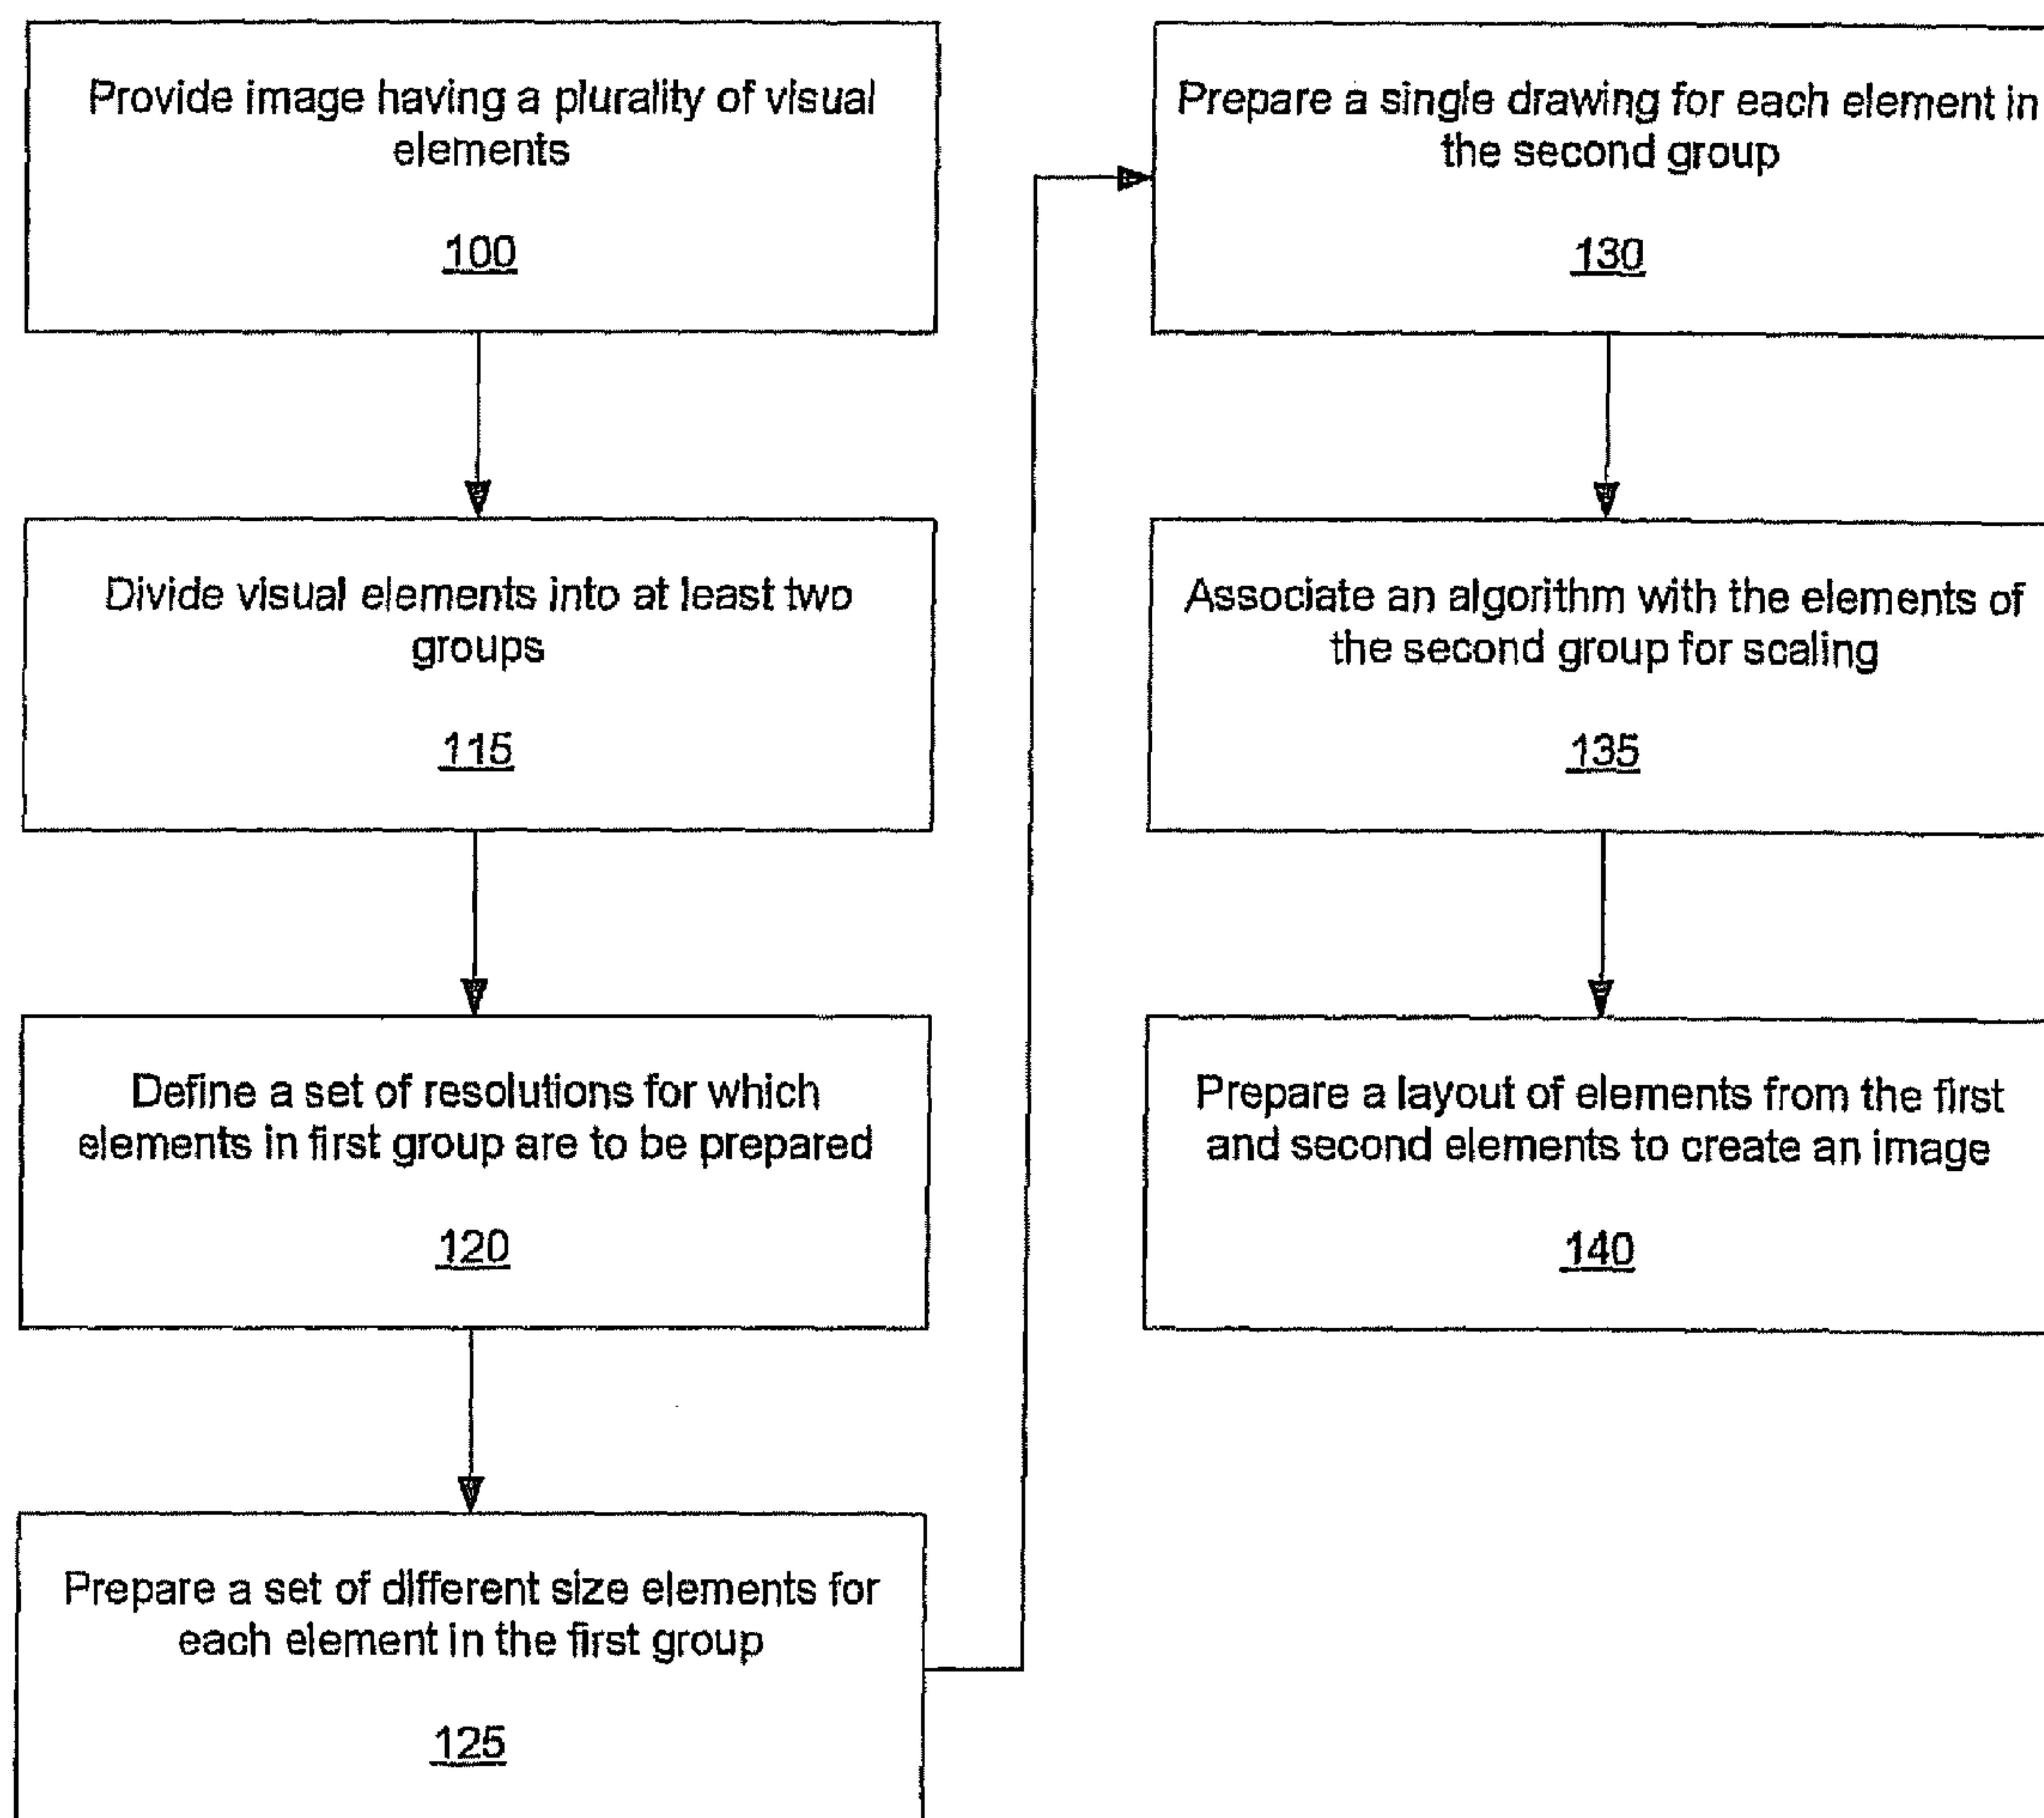 Provide image having a plurality of visual
elements
100
Divide visual elements into at least two
groups
115
Define a set of resolutions for which
elements in first group are to be prepared
120
Prepare a set of different size elements for
each element in the first group
125
Prepare a single drawing for each element in
the second group
130
Associate an algorithm with the elements of
the second group for scaling
135
Prepare a layout of elements from the first
and second elements to create an image
140